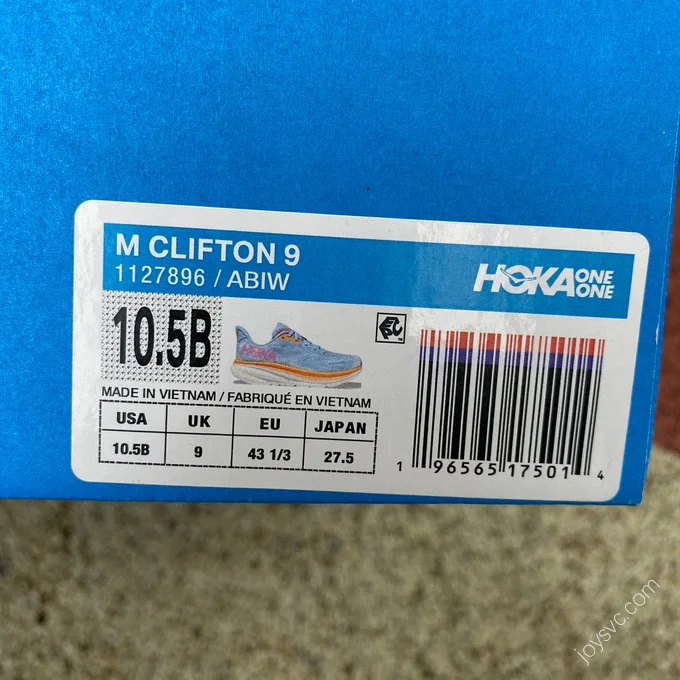 M CLIFTON 9
1127896 / ABIW
HOKA ONE ONE
10.5B
HOKA
MADE IN VIETNAM / FABRIQUÉ EN VIETNAM
USA UK EU JAPAN
10.5B 9 43 1/3 27.5
1 96565 17501 4
joysvc.com